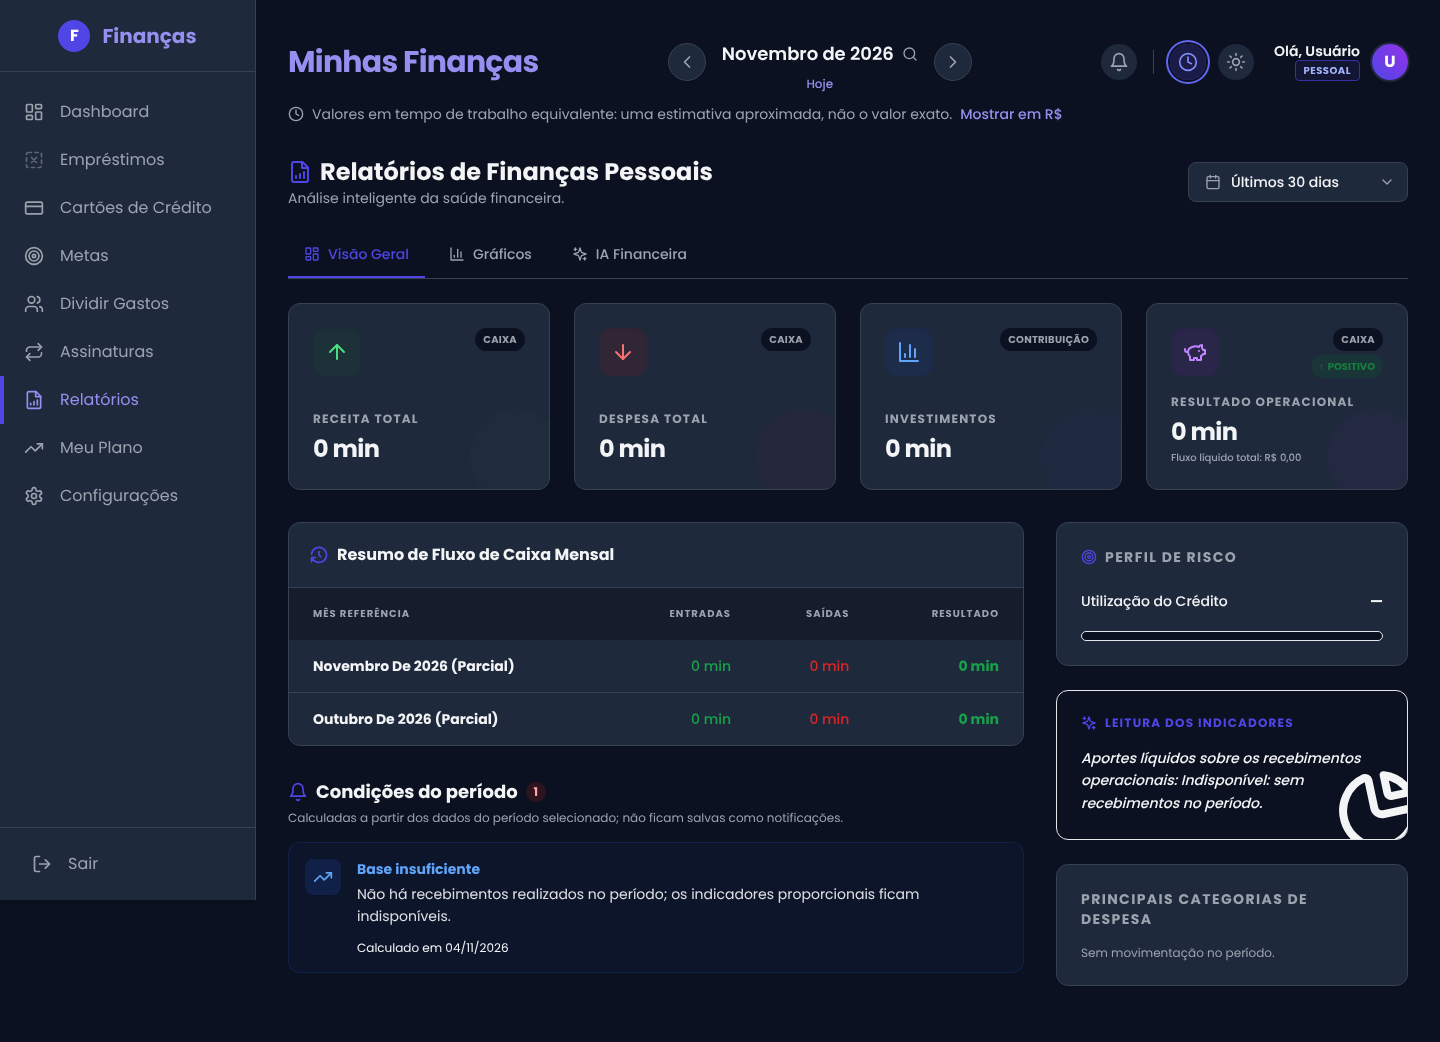 F Finanças
Dashboard
Empréstimos
Cartões de Crédito
Metas
Dividir Gastos
Assinaturas
Relatórios
Meu Plano
Configurações
Sair
Minhas Finanças
Novembro de 2026
Hoje
Olá, Usuário
PESSOAL
U
Valores em tempo de trabalho equivalente: uma estimativa aproximada, não o valor exato. Mostrar em R$
Relatórios de Finanças Pessoais
Análise inteligente da saúde financeira.
Últimos 30 dias
Visão Geral
Gráficos
IA Financeira
CAIXA
RECEITA TOTAL
0 min
CAIXA
DESPESA TOTAL
0 min
CONTRIBUIÇÃO
INVESTIMENTOS
0 min
CAIXA
↑ POSITIVO
RESULTADO OPERACIONAL
0 min
Fluxo líquido total: R$ 0,00
Resumo de Fluxo de Caixa Mensal
MÊS REFERÊNCIA ENTRADAS SAÍDAS RESULTADO
Novembro De 2026 (Parcial) 0 min 0 min 0 min
Outubro De 2026 (Parcial) 0 min 0 min 0 min
Condições do período 1
Calculadas a partir dos dados do período selecionado; não ficam salvas como notificações.
Base insuficiente
Não há recebimentos realizados no período; os indicadores proporcionais ficam
indisponíveis.
Calculado em 04/11/2026
PERFIL DE RISCO
Utilização do Crédito —
LEITURA DOS INDICADORES
Aportes líquidos sobre os recebimentos
operacionais: Indisponível: sem
recebimentos no período.
PRINCIPAIS CATEGORIAS DE
DESPESA
Sem movimentação no período.